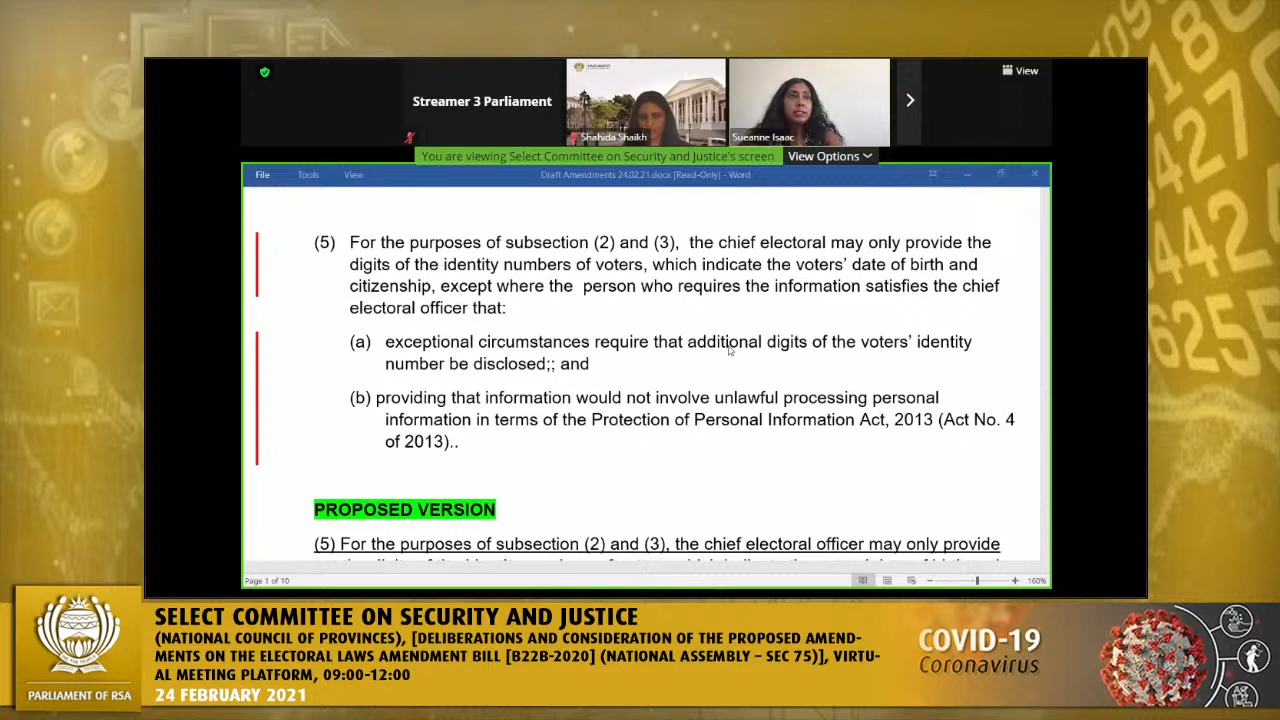 View
PARLIAMENT
Streamer 3 Parliament
Shahida Shaikh
Sueanne Isaac
You are viewing Select Committee on Security and Justice's screen
View Options
File
Tools
View
Draft Amendments 24.02.21.docx [Read-Only] - Word
(5) For the purposes of subsection (2) and (3), the chief electoral may only provide the
digits of the identity numbers of voters, which indicate the voters' date of birth and
citizenship, except where the person who requires the information satisfies the chief
electoral officer that:
(a) exceptional circumstances require that additional digits of the voters' identity
number be disclosed;; and
(b) providing that information would not involve unlawful processing personal
information in terms of the Protection of Personal Information Act, 2013 (Act No. 4
of 2013)..
PROPOSED VERSION
(5) For the purposes of subsection (2) and (3), the chief electoral officer may only provide
Page 1 of 10
160%
SELECT COMMITTEE ON SECURITY AND JUSTICE
(NATIONAL COUNCIL OF PROVINCES), [DELIBERATIONS AND CONSIDERATION OF THE PROPOSED AMEND-
MENTS ON THE ELECTORAL LAWS AMENDMENT BILL [B22B-2020] (NATIONAL ASSEMBLY – SEC 75)], VIRTU-
AL MEETING PLATFORM, 09:00-12:00
24 FEBRUARY 2021
PARLIAMENT OF RSA
COVID-19
Coronavirus